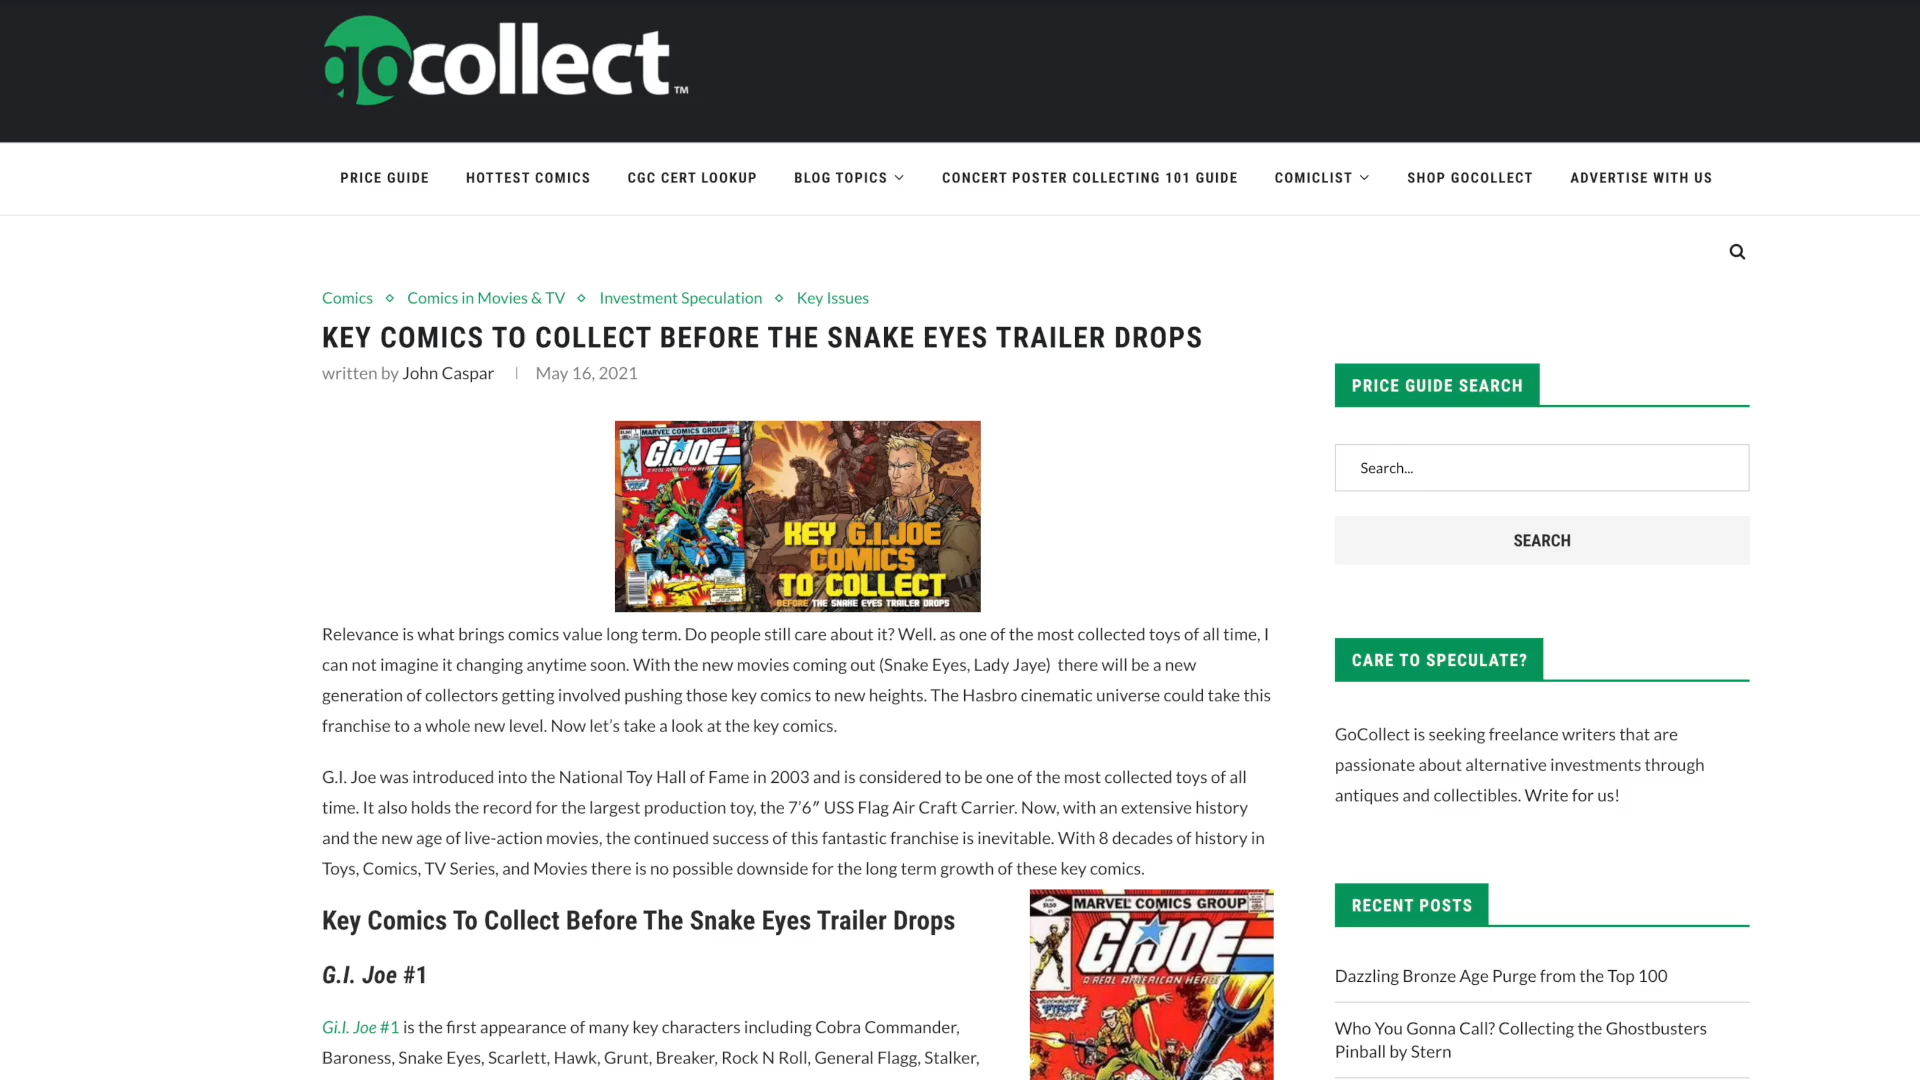 gocollect™
PRICE GUIDE
HOTTEST COMICS
CGC CERT LOOKUP
BLOG TOPICS
CONCERT POSTER COLLECTING 101 GUIDE
COMICLIST
SHOP GOCOLLECT
ADVERTISE WITH US
Comics ⋄ Comics in Movies & TV ⋄ Investment Speculation ⋄ Key Issues
KEY COMICS TO COLLECT BEFORE THE SNAKE EYES TRAILER DROPS
written by John Caspar | May 16, 2021
MARVEL COMICS GROUP
G.I.JOE
A REAL AMERICAN HERO
KEY G.I.JOE
COMICS
TO COLLECT
BEFORE THE SNAKE EYES TRAILER DROPS
Relevance is what brings comics value long term. Do people still care about it? Well. as one of the most collected toys of all time, I
can not imagine it changing anytime soon. With the new movies coming out (Snake Eyes, Lady Jaye)  there will be a new
generation of collectors getting involved pushing those key comics to new heights. The Hasbro cinematic universe could take this
franchise to a whole new level. Now let’s take a look at the key comics.
G.I. Joe was introduced into the National Toy Hall of Fame in 2003 and is considered to be one of the most collected toys of all
time. It also holds the record for the largest production toy, the 7’6″ USS Flag Air Craft Carrier. Now, with an extensive history
and the new age of live-action movies, the continued success of this fantastic franchise is inevitable. With 8 decades of history in
Toys, Comics, TV Series, and Movies there is no possible downside for the long term growth of these key comics.
Key Comics To Collect Before The Snake Eyes Trailer Drops
G.I. Joe #1
Gi.I. Joe #1 is the first appearance of many key characters including Cobra Commander,
Baroness, Snake Eyes, Scarlett, Hawk, Grunt, Breaker, Rock N Roll, General Flagg, Stalker,
MARVEL COMICS GROUP
G.I.JOE
A REAL AMERICAN HERO
PRICE GUIDE SEARCH
Search...
SEARCH
CARE TO SPECULATE?
GoCollect is seeking freelance writers that are
passionate about alternative investments through
antiques and collectibles. Write for us!
RECENT POSTS
Dazzling Bronze Age Purge from the Top 100
Who You Gonna Call? Collecting the Ghostbusters
Pinball by Stern